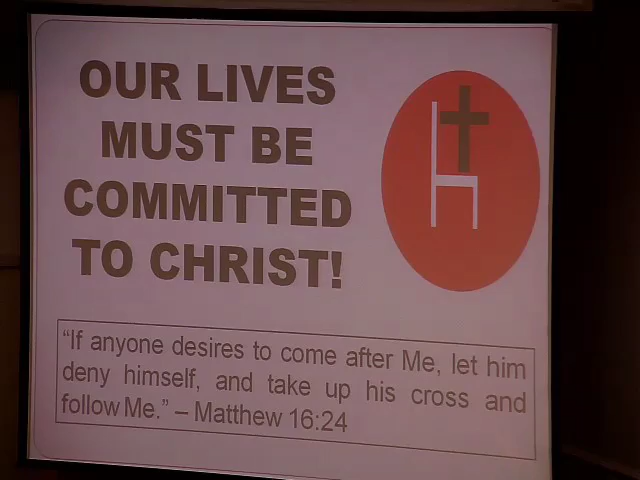 OUR LIVES
MUST BE
COMMITTED
TO CHRIST!
“If anyone desires to come after Me, let him
deny himself, and take up his cross and
follow Me.” – Matthew 16:24